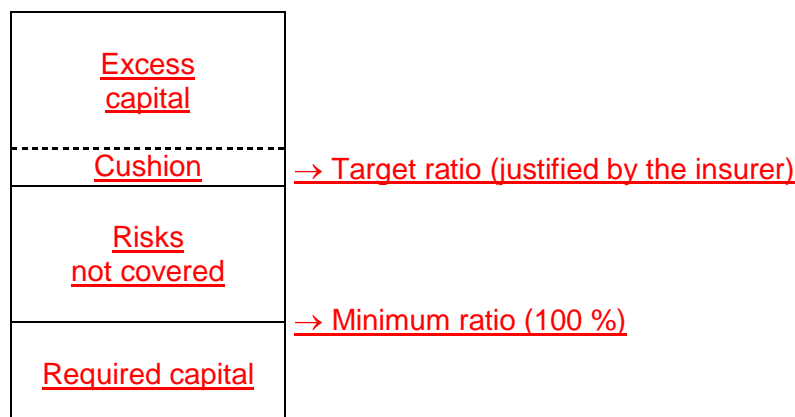 Excess
capital
Cushion
→ Target ratio (justified by the insurer)
Risks
not covered
→ Minimum ratio (100 %)
Required capital